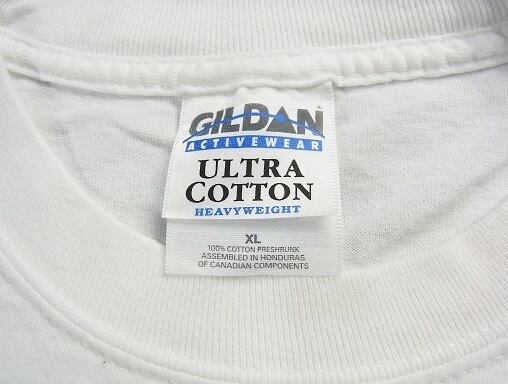 GILDAN®
ACTIVEWEAR
ULTRA
COTTON
HEAVYWEIGHT
XL
100% COTTON PRESHRUNK
ASSEMBLED IN HONDURAS
OF CANADIAN COMPONENTS